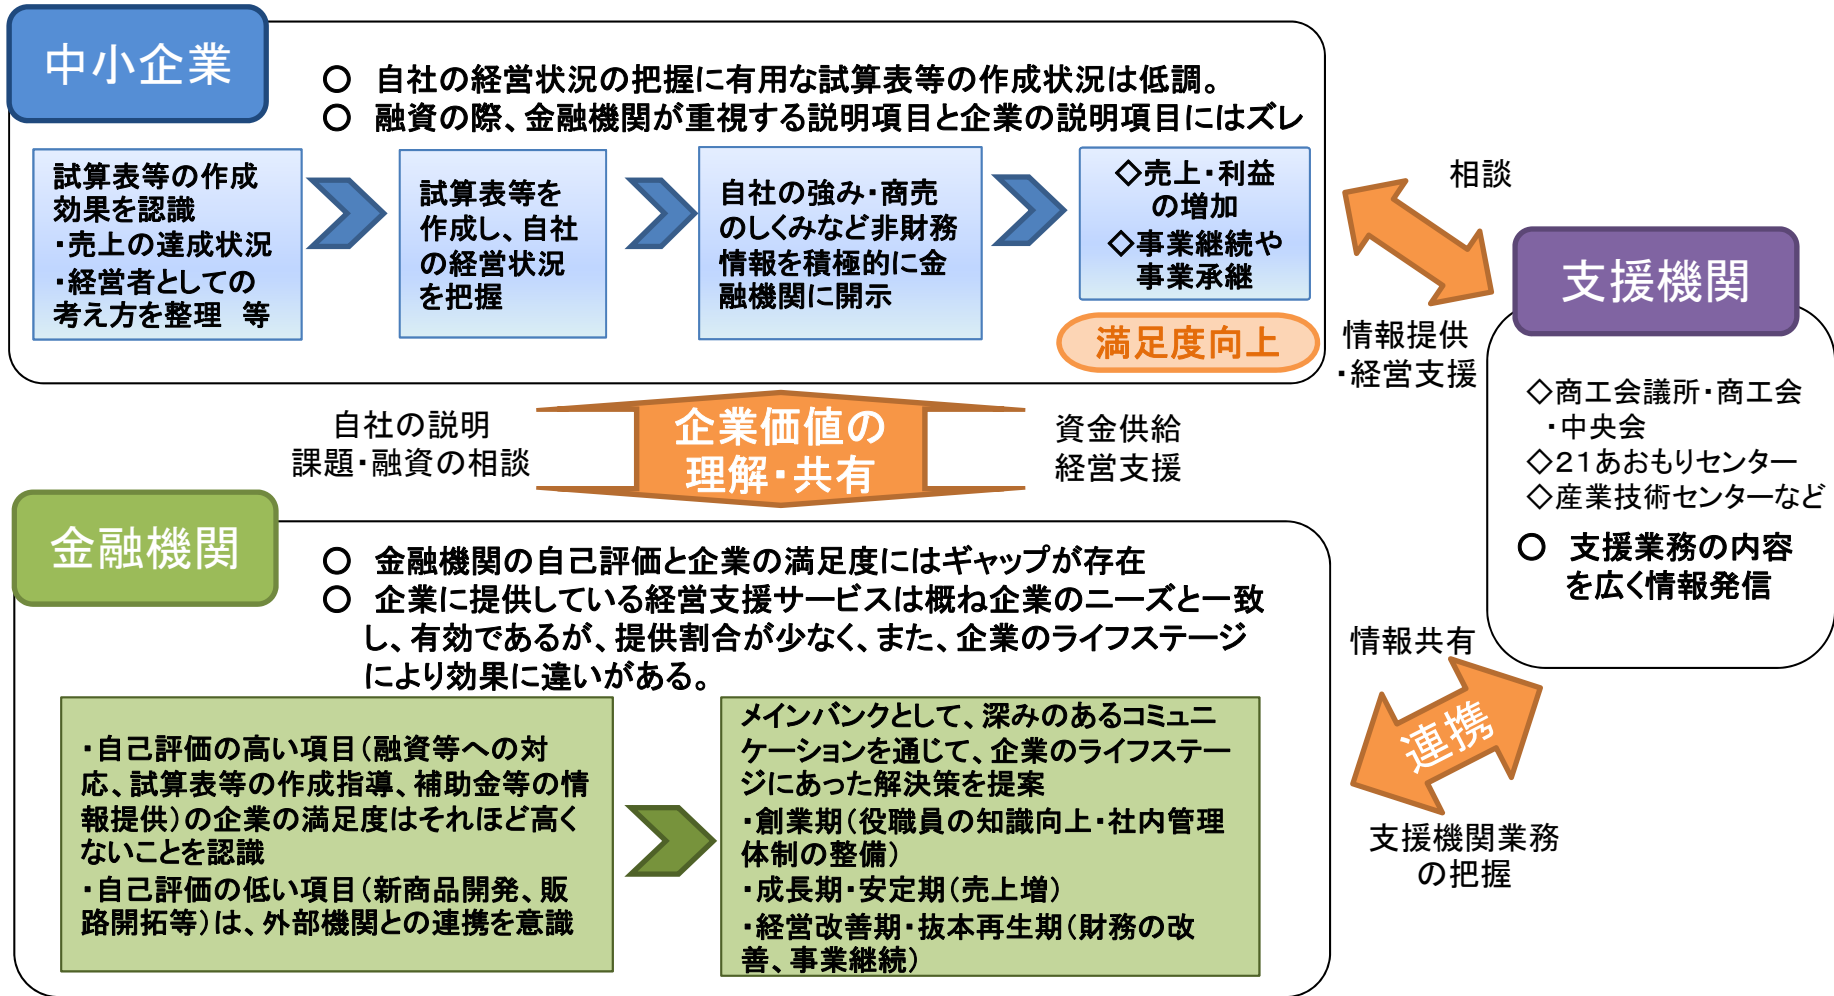 中小企業
○ 自社の経営状況の把握に有用な試算表等の作成状況は低調。
○ 融資の際、金融機関が重視する説明項目と企業の説明項目にはズレ
試算表等の作成
効果を認識
・売上の達成状況
・経営者としての
考え方を整理 等
試算表等を
作成し、自社
の経営状況
を把握
自社の強み・商売
のしくみなど非財務
情報を積極的に金
融機関に開示
◇売上・利益
の増加
◇事業継続や
事業承継
満足度向上
相談
情報提供
・経営支援
支援機関
◇商工会議所・商工会
・中央会
◇21あおもりセンター
◇産業技術センターなど
○ 支援業務の内容
を広く情報発信
自社の説明
課題・融資の相談
企業価値の
理解・共有
資金供給
経営支援
金融機関
○ 金融機関の自己評価と企業の満足度にはギャップが存在
○ 企業に提供している経営支援サービスは概ね企業のニーズと一致
し、有効であるが、提供割合が少なく、また、企業のライフステージ
により効果に違いがある。
・自己評価の高い項目(融資等への対
応、試算表等の作成指導、補助金等の情
報提供)の企業の満足度はそれほど高く
ないことを認識
・自己評価の低い項目(新商品開発、販
路開拓等)は、外部機関との連携を意識
メインバンクとして、深みのあるコミュニ
ケーションを通じて、企業のライフステー
ジにあった解決策を提案
・創業期(役職員の知識向上・社内管理
体制の整備)
・成長期・安定期(売上増)
・経営改善期・抜本再生期(財務の改
善、事業継続)
情報共有
連携
支援機関業務
の把握